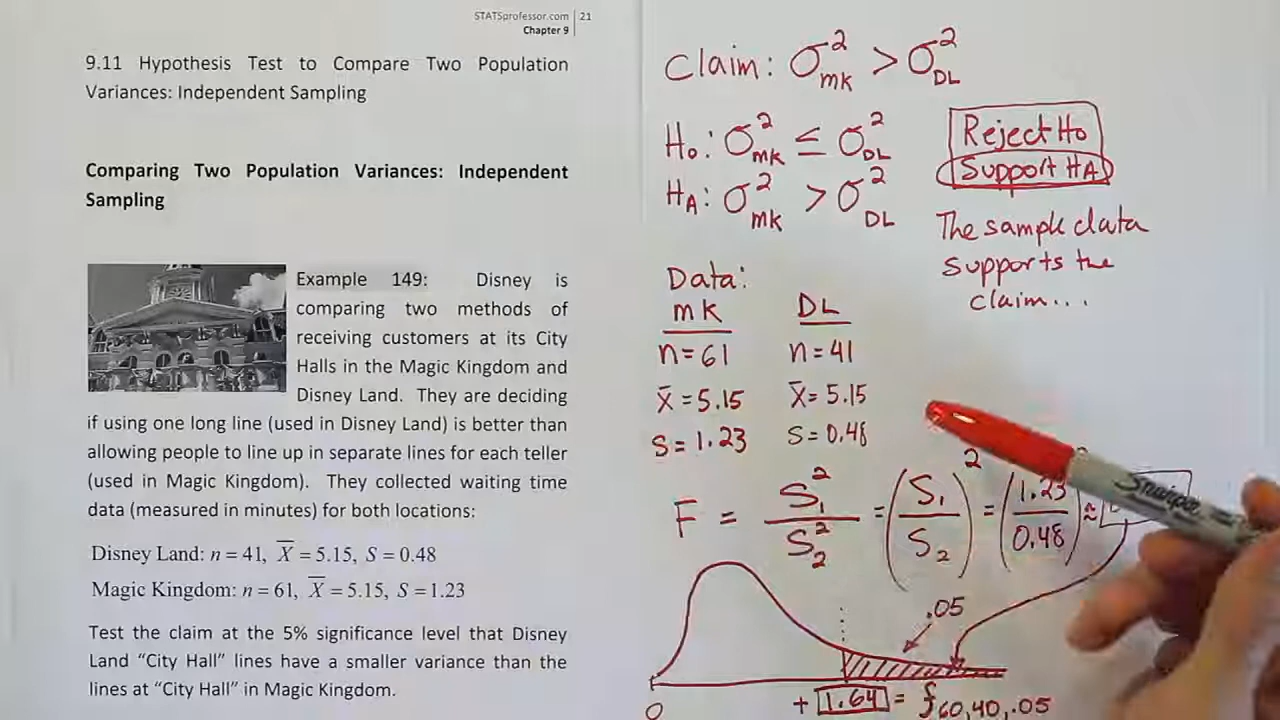 STATSprofessor.com 21
Chapter 9
9.11 Hypothesis Test to Compare Two Population
Variances: Independent Sampling
Comparing Two Population Variances: Independent
Sampling
Example 149: Disney is
comparing two methods of
receiving customers at its City
Halls in the Magic Kingdom and
Disney Land. They are deciding
if using one long line (used in Disney Land) is better than
allowing people to line up in separate lines for each teller
(used in Magic Kingdom). They collected waiting time
data (measured in minutes) for both locations:
Disney Land: n = 41, X̄ = 5.15, S = 0.48
Magic Kingdom: n = 61, X̄ = 5.15, S = 1.23
Test the claim at the 5% significance level that Disney
Land “City Hall” lines have a smaller variance than the
lines at “City Hall” in Magic Kingdom.
Claim: σ²mk > σ²DL
Ho: σ²mk ≤ σ²DL
HA: σ²mk > σ²DL
Reject Ho
Support HA
The sample data
supports the
claim...
Data:
mk DL
n=61 n=41
X̄=5.15 X̄=5.15
S=1.23 S=0.48
F = S₁²/S₂² = (S₁/S₂)² = (1.23/0.48) ≈
.05
0 + 1.64 = f60,40,.05
Sharpie